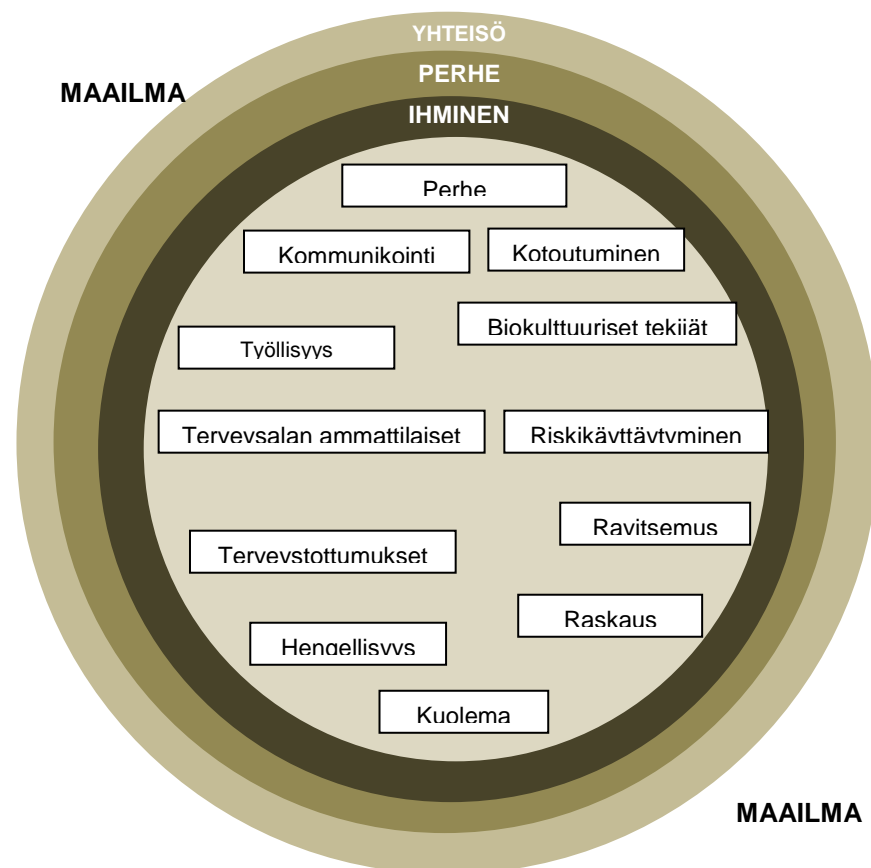 YHTEISÖ
PERHE
MAAILMA
IHMINEN
Perhe
Kommunikointi
Kotoutuminen
Biokulttuuriset tekijät
Työllisyys
Terveysalan ammattilaiset
Riskikäyttäytyminen
Ravitsemus
Terveystottumukset
Raskaus
Hengellisyys
Kuolema
MAAILMA